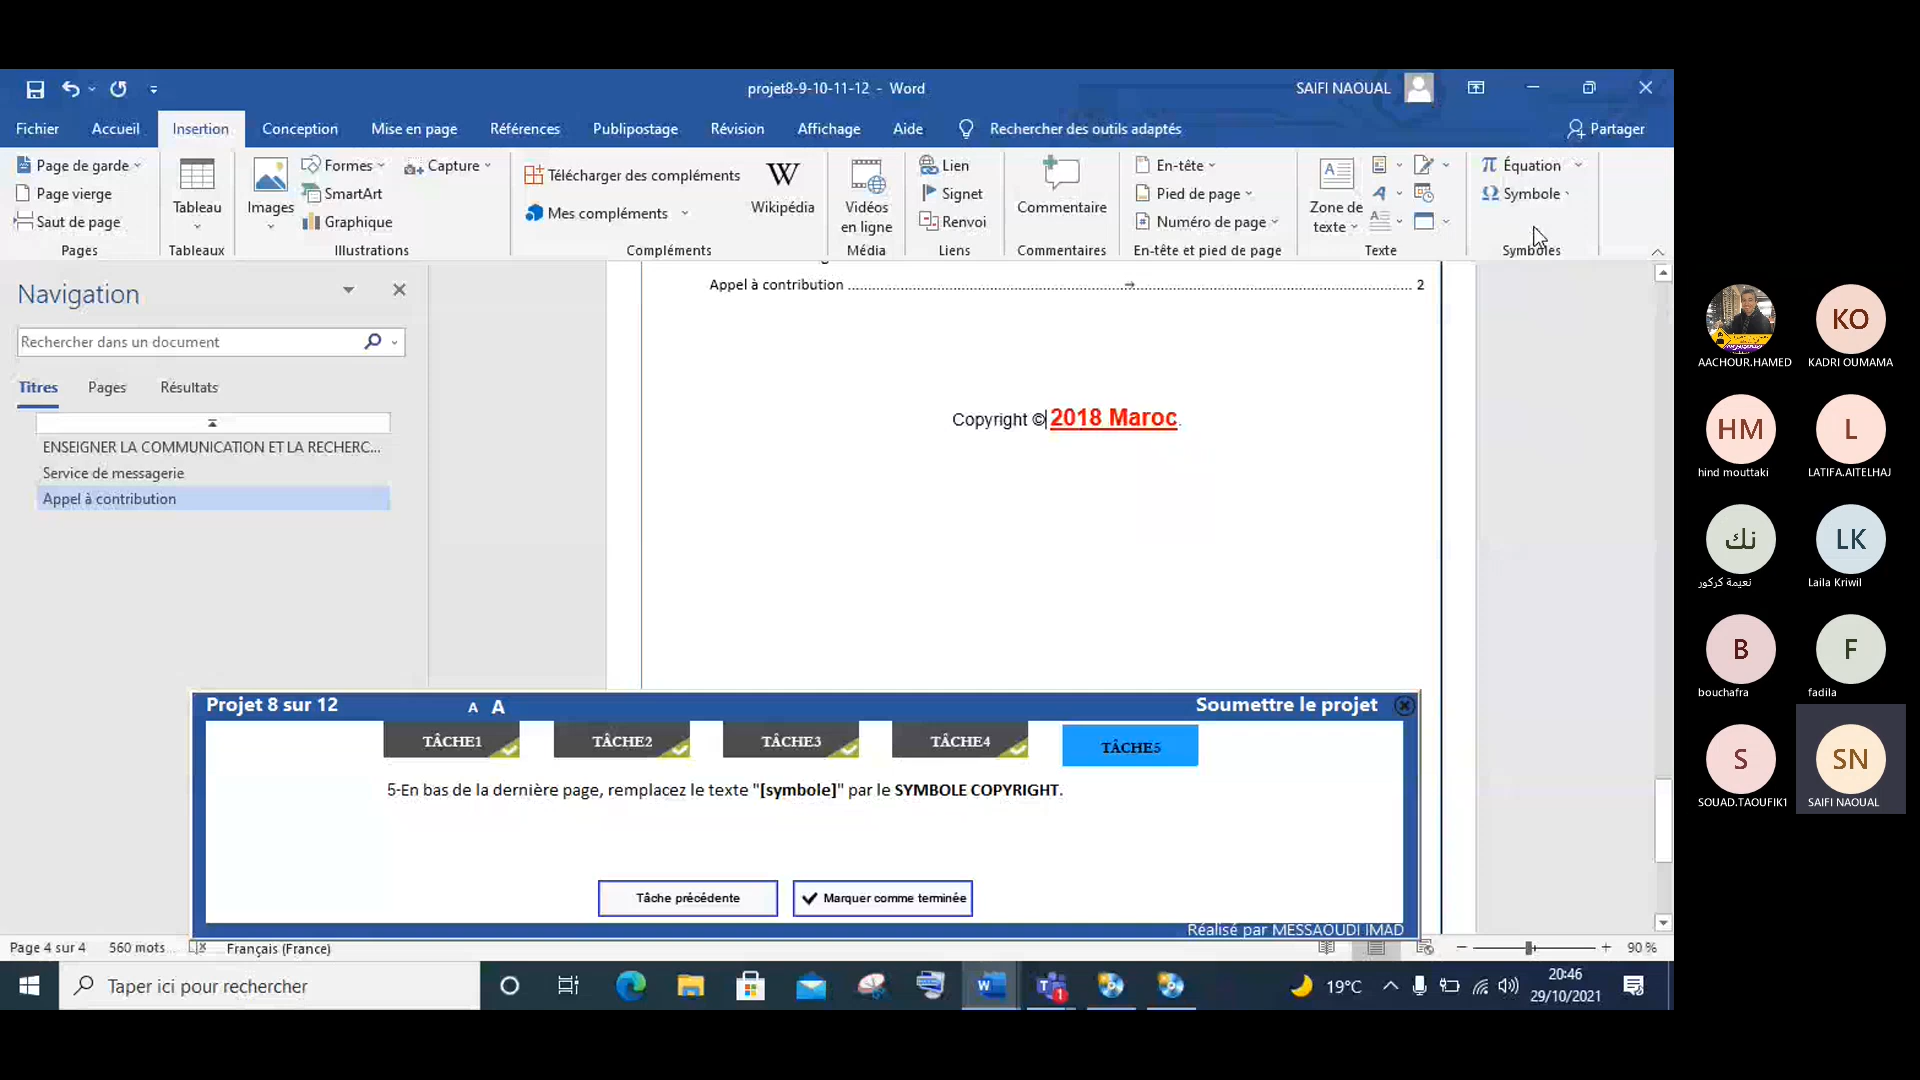 projet8-9-10-11-12 - Word
SAIFI NAOUAL
Fichier
Accueil
Insertion
Conception
Mise en page
Références
Publipostage
Révision
Affichage
Aide
Rechercher des outils adaptés
Partager
Page de garde
Page vierge
Saut de page
Pages
Tableau
Tableaux
Images
Formes
SmartArt
Graphique
Capture
Illustrations
Télécharger des compléments
Mes compléments
W
Wikipédia
Compléments
Vidéos
en ligne
Média
Lien
Signet
Renvoi
Liens
Commentaire
Commentaires
En-tête
Pied de page
Numéro de page
En-tête et pied de page
Zone de
texte
Texte
π Équation
Ω Symbole
Symboles
Navigation
Rechercher dans un document
Titres
Pages
Résultats
ENSEIGNER LA COMMUNICATION ET LA RECHERC...
Service de messagerie
Appel à contribution
Appel à contribution ................................ → ................................ 2
Copyright © 2018 Maroc.
Projet 8 sur 12
A A
Soumettre le projet
TÂCHE1
TÂCHE2
TÂCHE3
TÂCHE4
TÂCHE5
5-En bas de la dernière page, remplacez le texte "[symbole]" par le SYMBOLE COPYRIGHT.
Tâche précédente
Marquer comme terminée
Réalisé par MESSAOUDI IMAD
Page 4 sur 4
560 mots
Français (France)
90 %
Taper ici pour rechercher
19°C
20:46
29/10/2021
AACHOUR.HAMED
KO
KADRI OUMAMA
HM
hind mouttaki
L
LATIFA.AITELHAJ
نك
نعيمة كركور
LK
Laila Kriwil
B
bouchafra
F
fadila
S
SOUAD.TAOUFIK1
SN
SAIFI NAOUAL